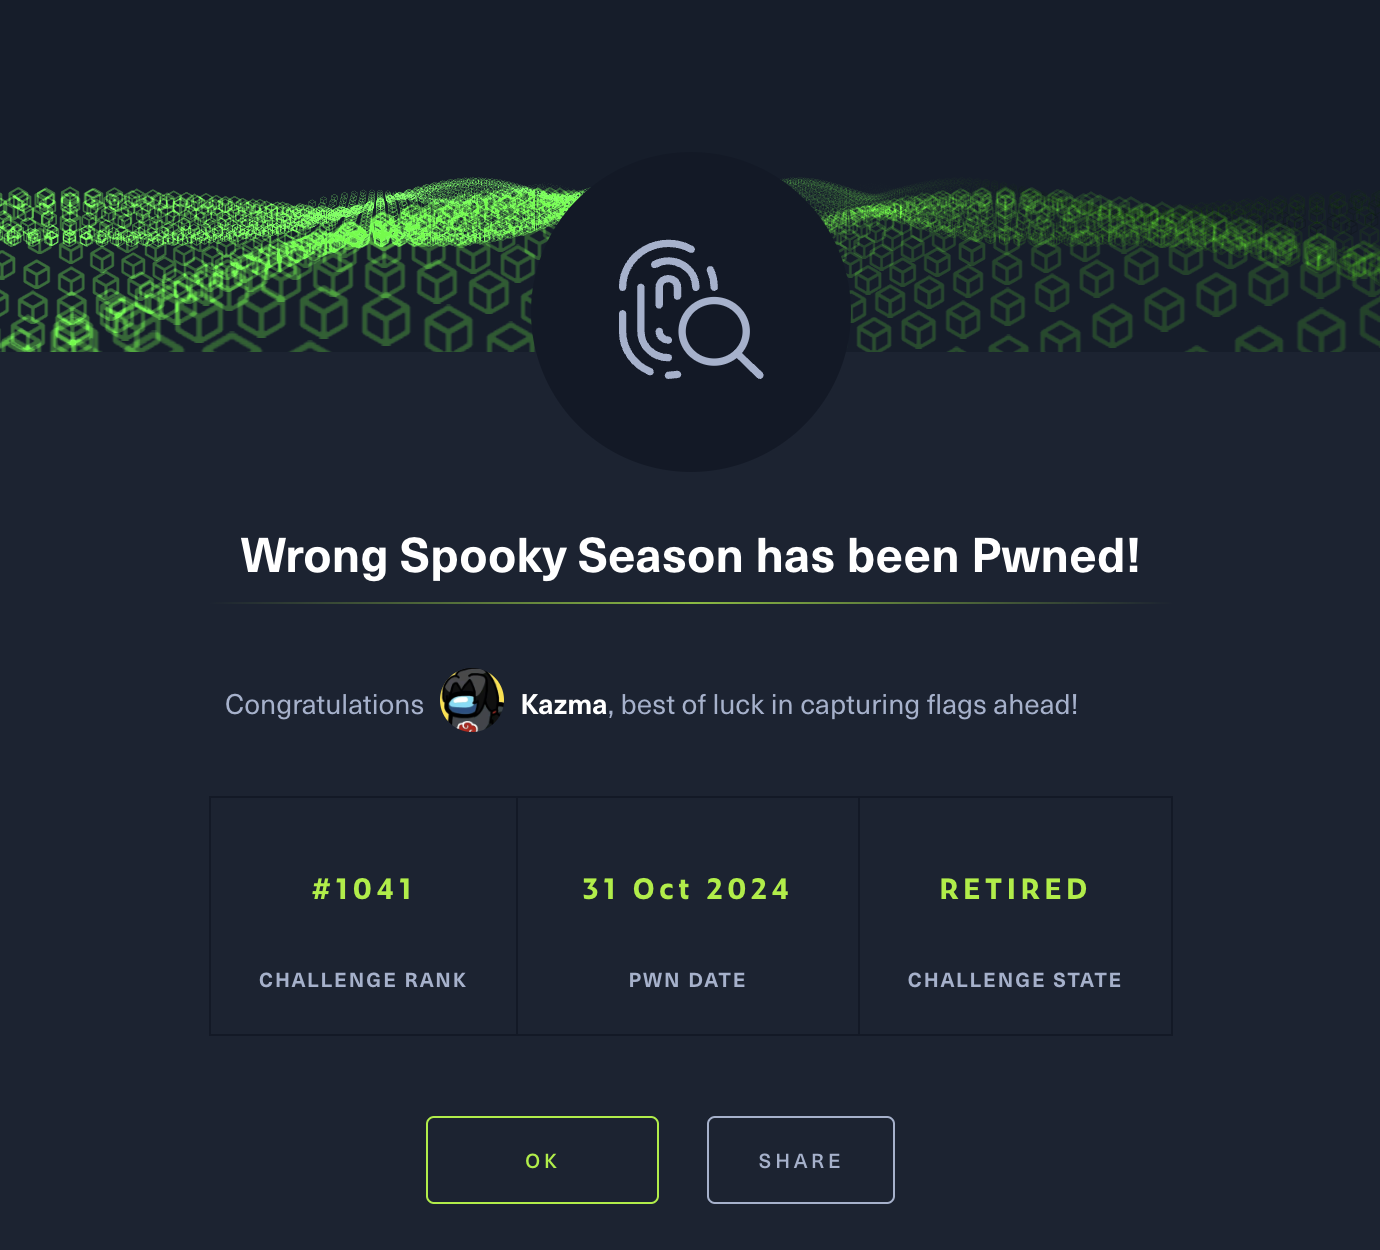 Wrong Spooky Season has been Pwned!
Congratulations Kazma, best of luck in capturing flags ahead!
#1041 31 Oct 2024 RETIRED
CHALLENGE RANK PWN DATE CHALLENGE STATE
OK SHARE